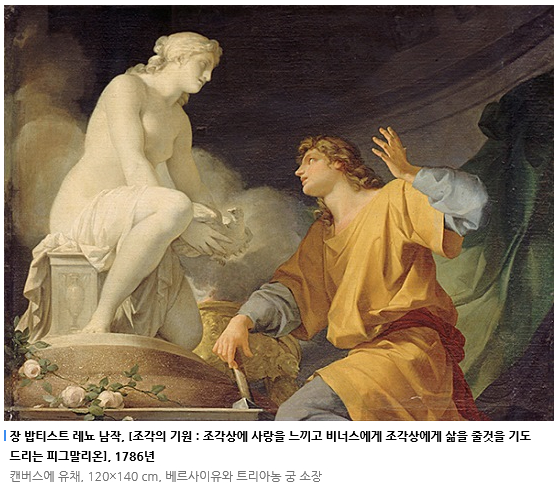 장 밥티스트 레뇨 남작, [조각의 기원 : 조각상에 사랑을 느끼고 비너스에게 조각상에게 삶을 줄것을 기도
드리는 피그말리온], 1786년
캔버스에 유채, 120×140 cm, 베르사이유와 트리아농 궁 소장